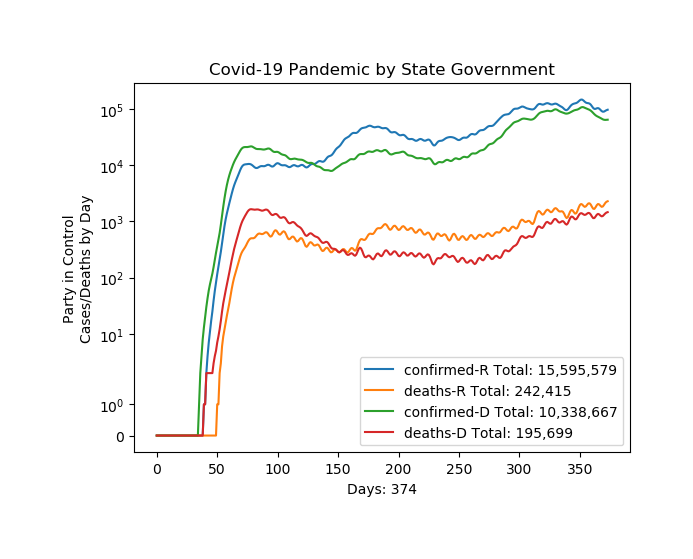 Covid-19 Pandemic by State Government
Party in Control
Cases/Deaths by Day
10^5
10^4
10^3
10^2
10^1
10^0
0
confirmed-R Total: 15,595,579
deaths-R Total: 242,415
confirmed-D Total: 10,338,667
deaths-D Total: 195,699
0 50 100 150 200 250 300 350
Days: 374